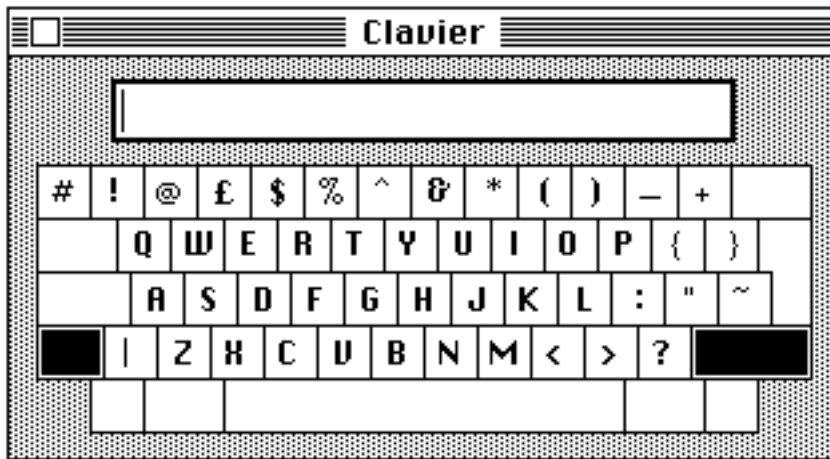 Clavier
# ! @ £ $ % ^ & * ( ) _ +
Q W E R T Y U I O P { }
A S D F G H J K L : " ~
| Z X C V B N M < > ?